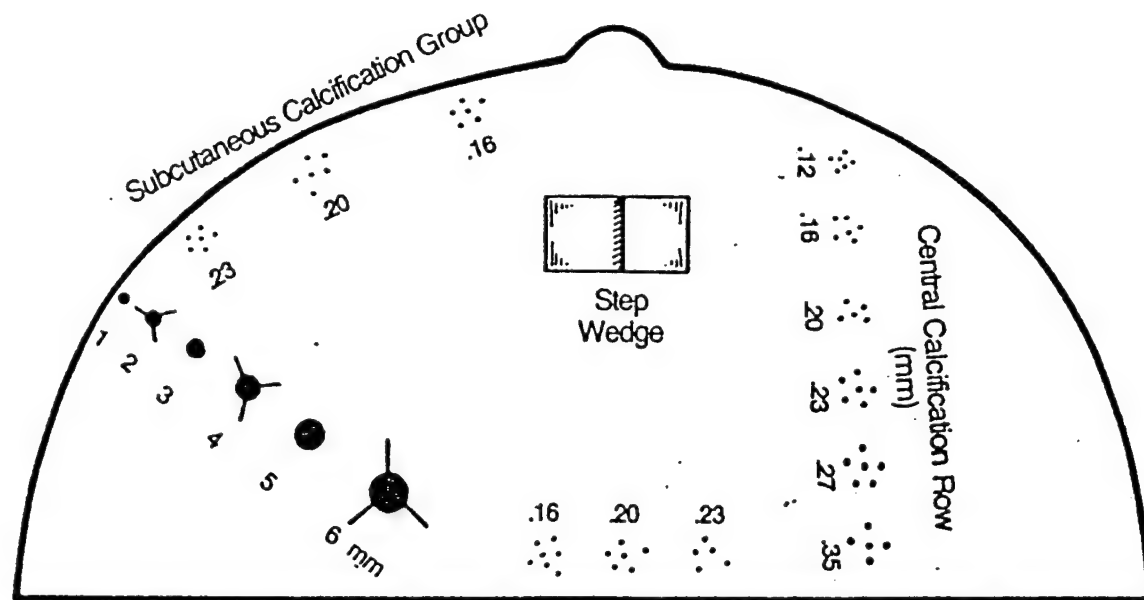 Subcutaneous Calcification Group
.16
.20
.23
1
2
3
4
5
6 mm
Step
Wedge
.12
.16
.20
.23
.27
.35
Central Calcification Row
(mm)
.16 .20 .23